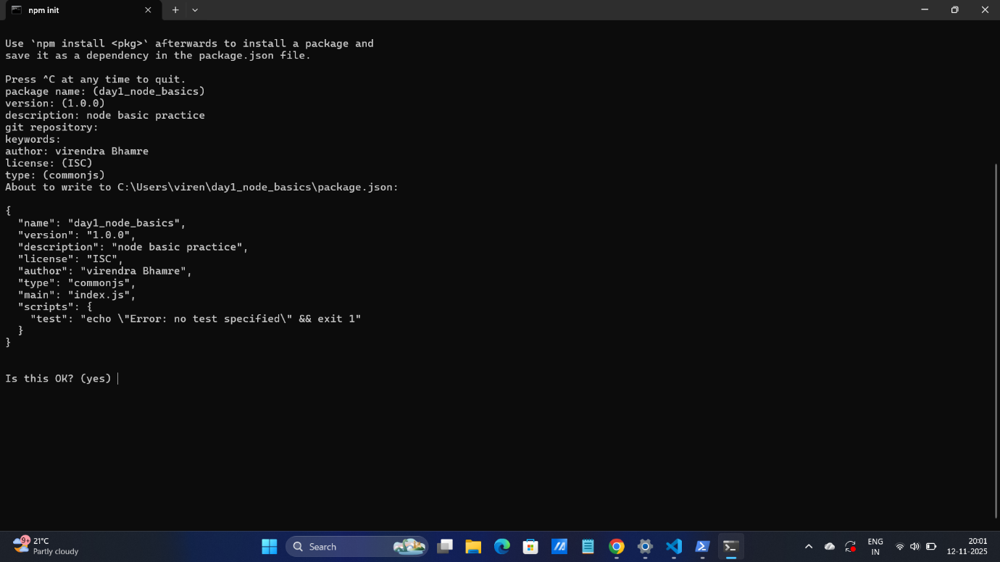 npm init
Use `npm install <pkg>` afterwards to install a package and
save it as a dependency in the package.json file.
Press ^C at any time to quit.
package name: (day1_node_basics)
version: (1.0.0)
description: node basic practice
git repository:
keywords:
author: virendra Bhamre
license: (ISC)
type: (commonjs)
About to write to C:\Users\viren\day1_node_basics\package.json:
{
  "name": "day1_node_basics",
  "version": "1.0.0",
  "description": "node basic practice",
  "license": "ISC",
  "author": "virendra Bhamre",
  "type": "commonjs",
  "main": "index.js",
  "scripts": {
    "test": "echo \"Error: no test specified\" && exit 1"
  }
}
Is this OK? (yes)
9+
21°C
Partly cloudy
Search
ENG
IN
20:01
12-11-2025